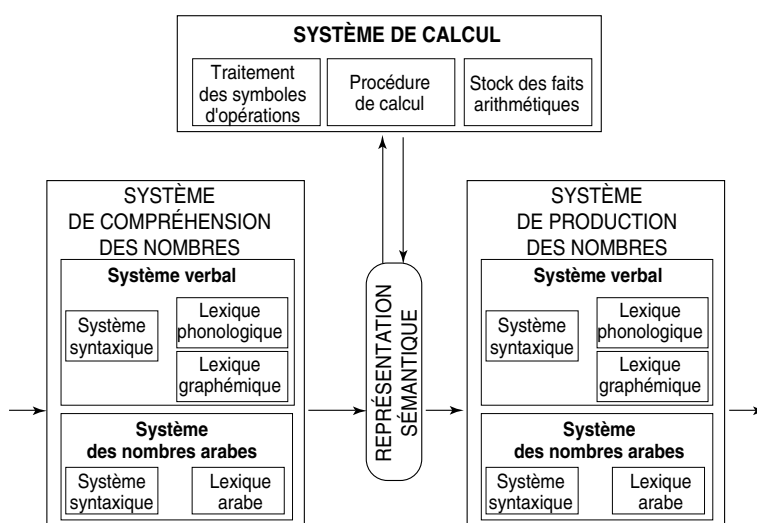 SYSTÈME DE CALCUL
Traitement
des symboles
d'opérations
Procédure
de calcul
Stock des faits
arithmétiques
SYSTÈME
DE COMPRÉHENSION
DES NOMBRES
Système verbal
Système
syntaxique
Lexique
phonologique
Lexique
graphémique
Système
des nombres arabes
Système
syntaxique
Lexique
arabe
REPRÉSENTATION
SÉMANTIQUE
SYSTÈME
DE PRODUCTION
DES NOMBRES
Système verbal
Système
syntaxique
Lexique
phonologique
Lexique
graphémique
Système
des nombres arabes
Système
syntaxique
Lexique
arabe